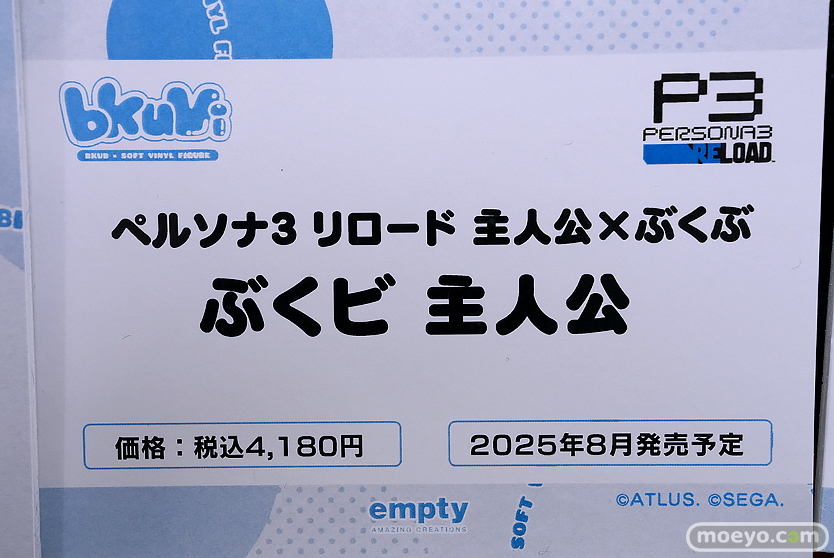 YL F
bkuvi
BKUB × SOFT VINYL FIGURE
P3
PERSONA3
RELOAD
ペルソナ3 リロード 主人公×ぶくぶ
ぶくビ 主人公
価格：税込4,180円
2025年8月発売予定
empty
AMAZING CREATIONS
SOFT
©ATLUS. ©SEGA.
moeyo.com